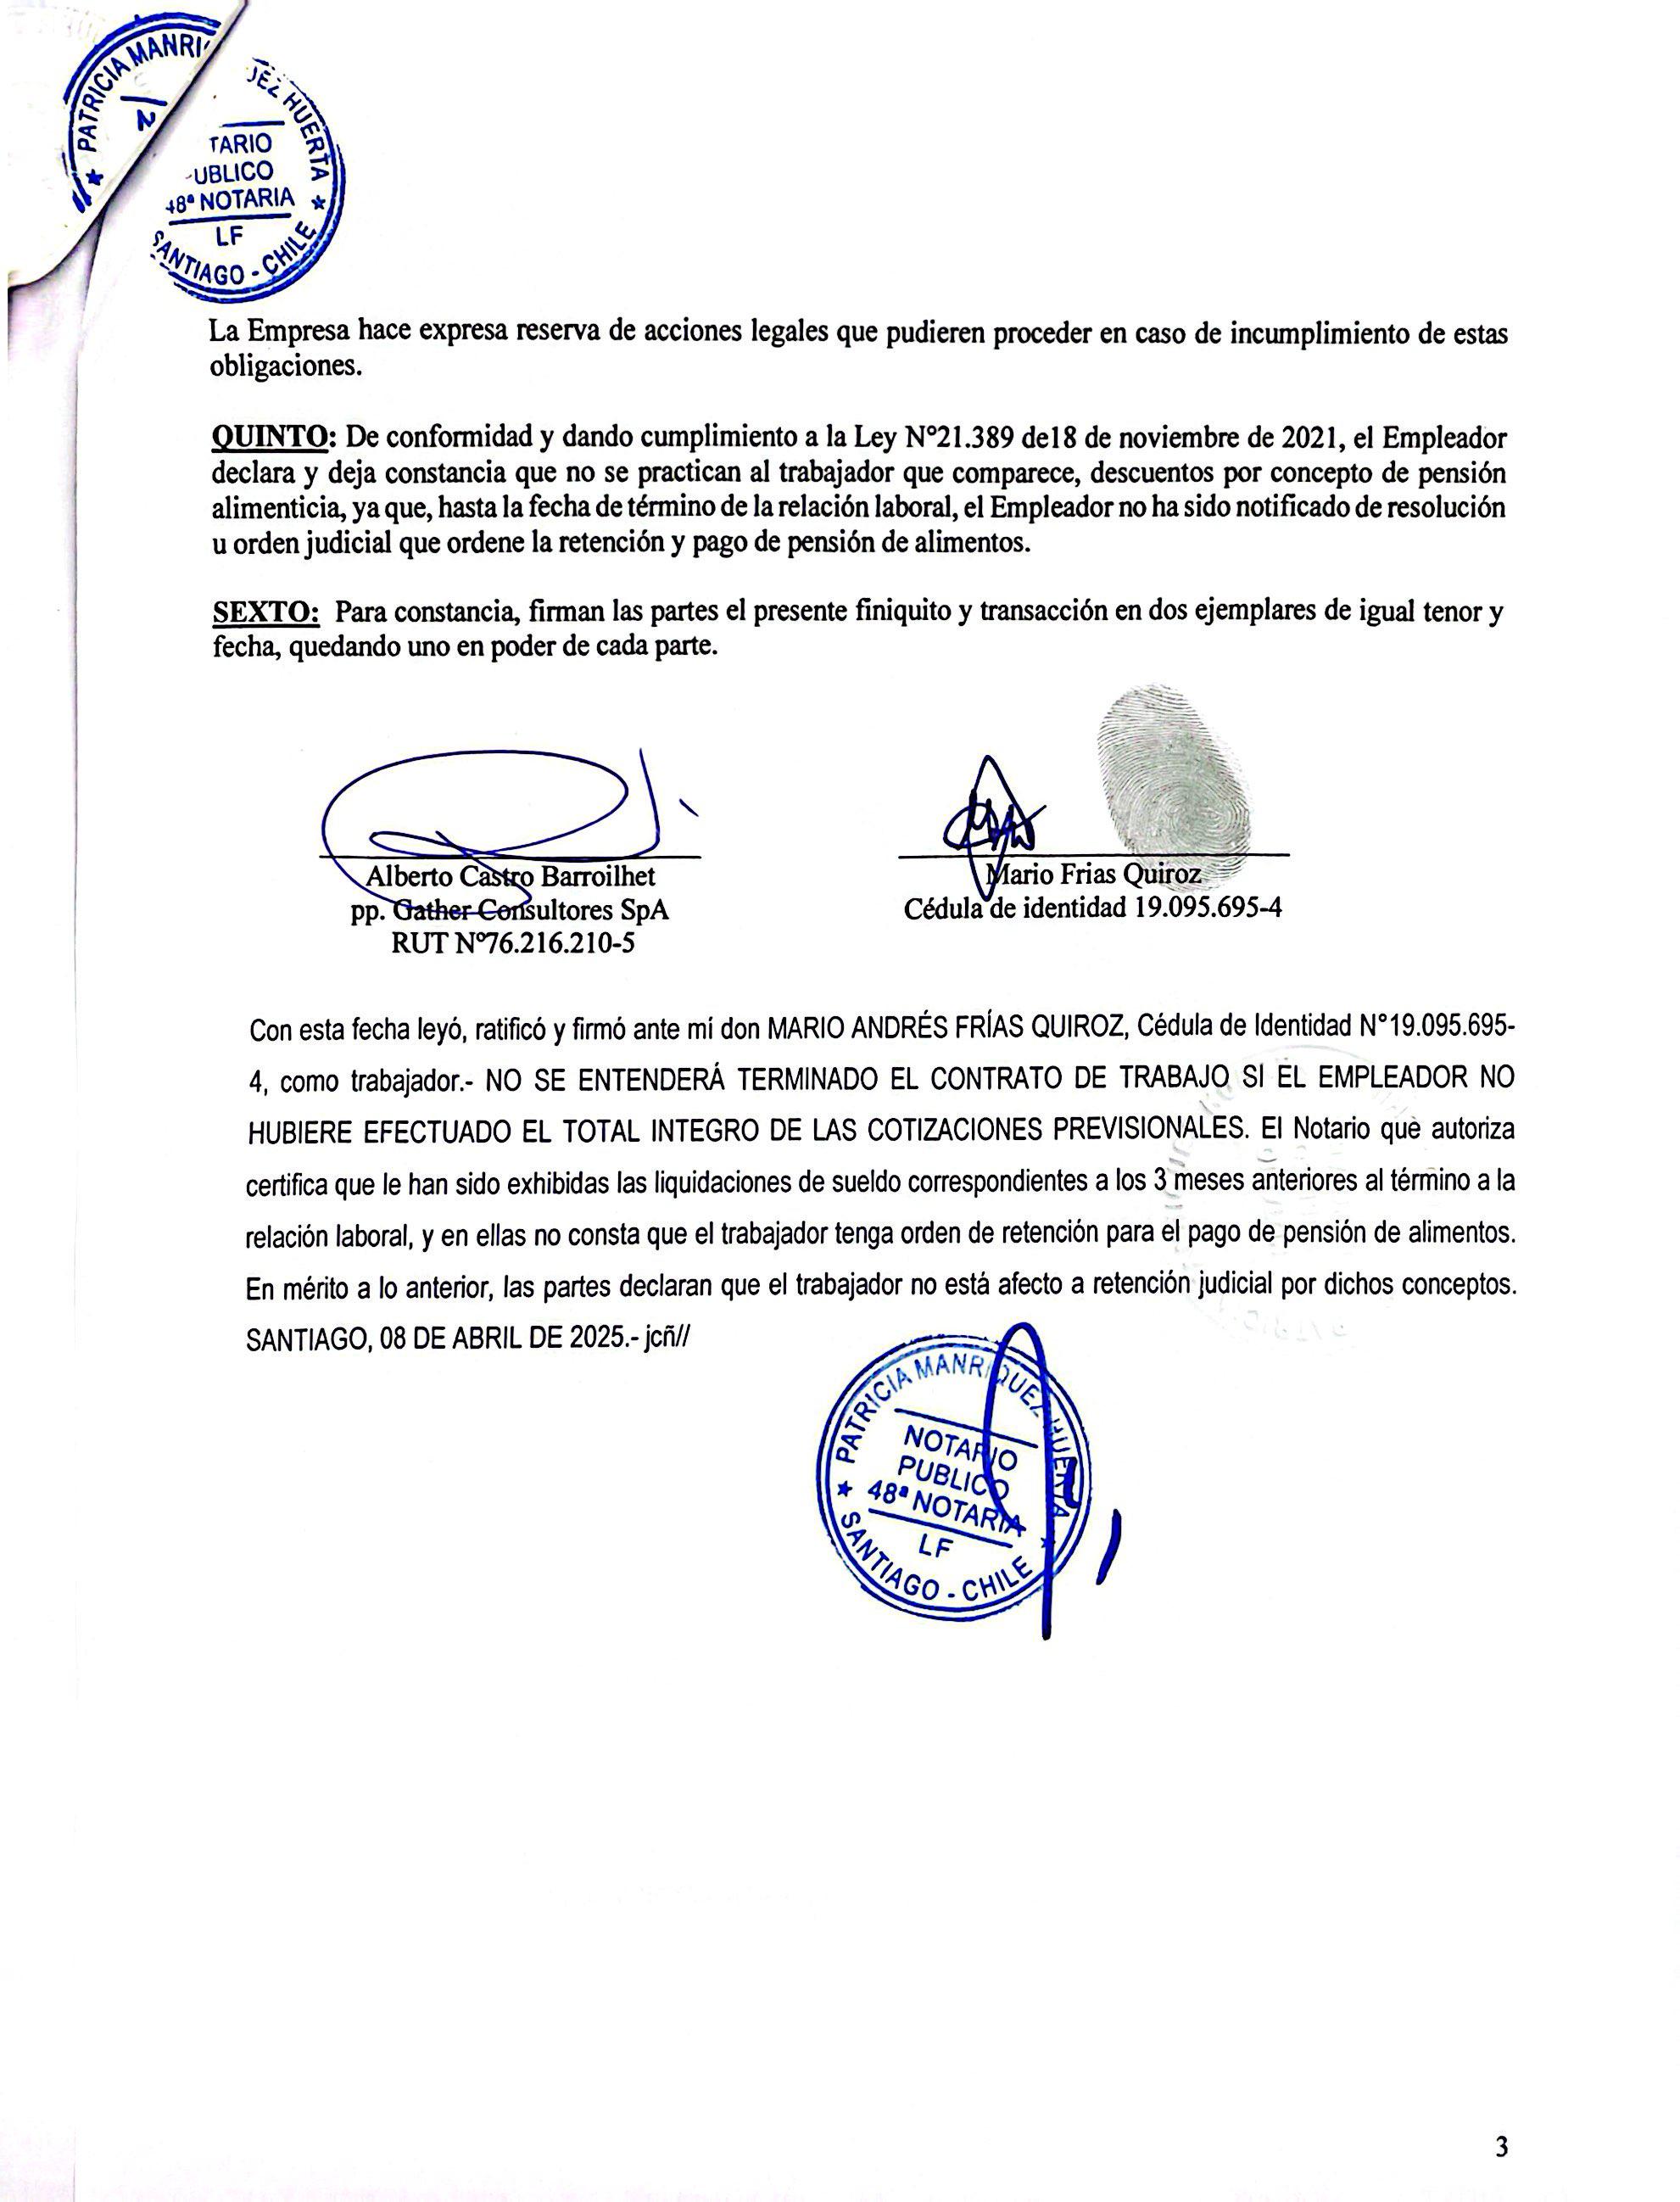 PATRICIA MANRI
2
JEZ HUERTA
TARIO
UBLICO
48ª NOTARIA
LF
SANTIAGO - CHILE
La Empresa hace expresa reserva de acciones legales que pudieren proceder en caso de incumplimiento de estas
obligaciones.
QUINTO: De conformidad y dando cumplimiento a la Ley N°21.389 de18 de noviembre de 2021, el Empleador
declara y deja constancia que no se practican al trabajador que comparece, descuentos por concepto de pensión
alimenticia, ya que, hasta la fecha de término de la relación laboral, el Empleador no ha sido notificado de resolución
u orden judicial que ordene la retención y pago de pensión de alimentos.
SEXTO: Para constancia, firman las partes el presente finiquito y transacción en dos ejemplares de igual tenor y
fecha, quedando uno en poder de cada parte.
Alberto Castro Barroilhet
pp. Gather Consultores SpA
RUT Nº76.216.210-5
Mario Frias Quiroz
Cédula de identidad 19.095.695-4
Con esta fecha leyó, ratificó y firmó ante mí don MARIO ANDRÉS FRÍAS QUIROZ, Cédula de Identidad N°19.095.695-
4, como trabajador.- NO SE ENTENDERÁ TERMINADO EL CONTRATO DE TRABAJO SI EL EMPLEADOR NO
HUBIERE EFECTUADO EL TOTAL INTEGRO DE LAS COTIZACIONES PREVISIONALES. El Notario que autoriza
certifica que le han sido exhibidas las liquidaciones de sueldo correspondientes a los 3 meses anteriores al término a la
relación laboral, y en ellas no consta que el trabajador tenga orden de retención para el pago de pensión de alimentos.
En mérito a lo anterior, las partes declaran que el trabajador no está afecto a retención judicial por dichos conceptos.
SANTIAGO, 08 DE ABRIL DE 2025.- jcñ//
PATRICIA MANRIQUEZ HUERTA
NOTARIO
PUBLICO
48ª NOTARIA
LF
SANTIAGO - CHILE
3